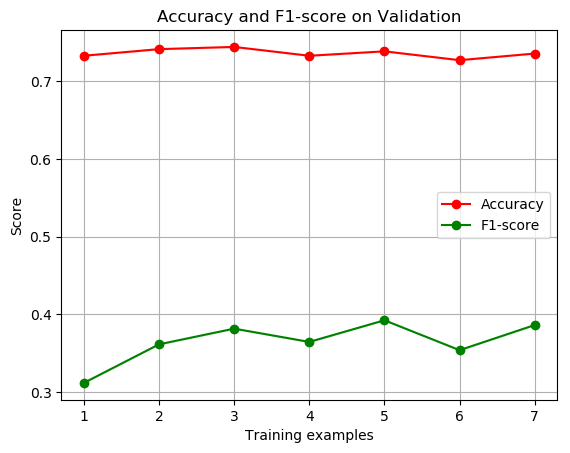 Accuracy and F1-score on Validation
0.7
0.6
0.5
0.4
0.3
Score
Accuracy
F1-score
1 2 3 4 5 6 7
Training examples